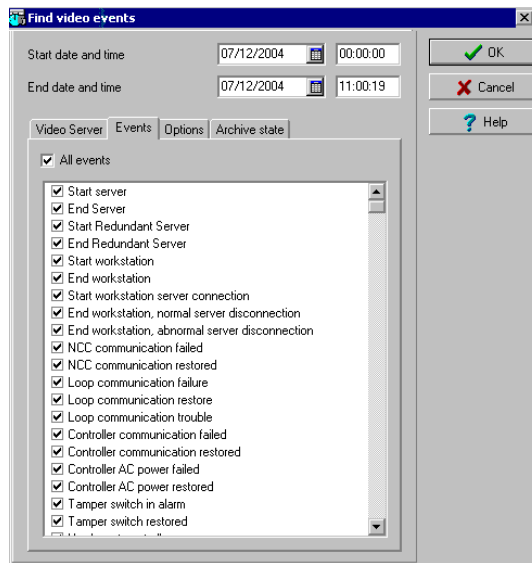 Find video events
Start date and time 07/12/2004 00:00:00
End date and time 07/12/2004 11:00:19
OK
Cancel
Help
Video Server Events Options Archive state
All events
Start server
End Server
Start Redundant Server
End Redundant Server
Start workstation
End workstation
Start workstation server connection
End workstation, normal server disconnection
End workstation, abnormal server disconnection
NCC communication failed
NCC communication restored
Loop communication failure
Loop communication restore
Loop communication trouble
Controller communication failed
Controller communication restored
Controller AC power failed
Controller AC power restored
Tamper switch in alarm
Tamper switch restored